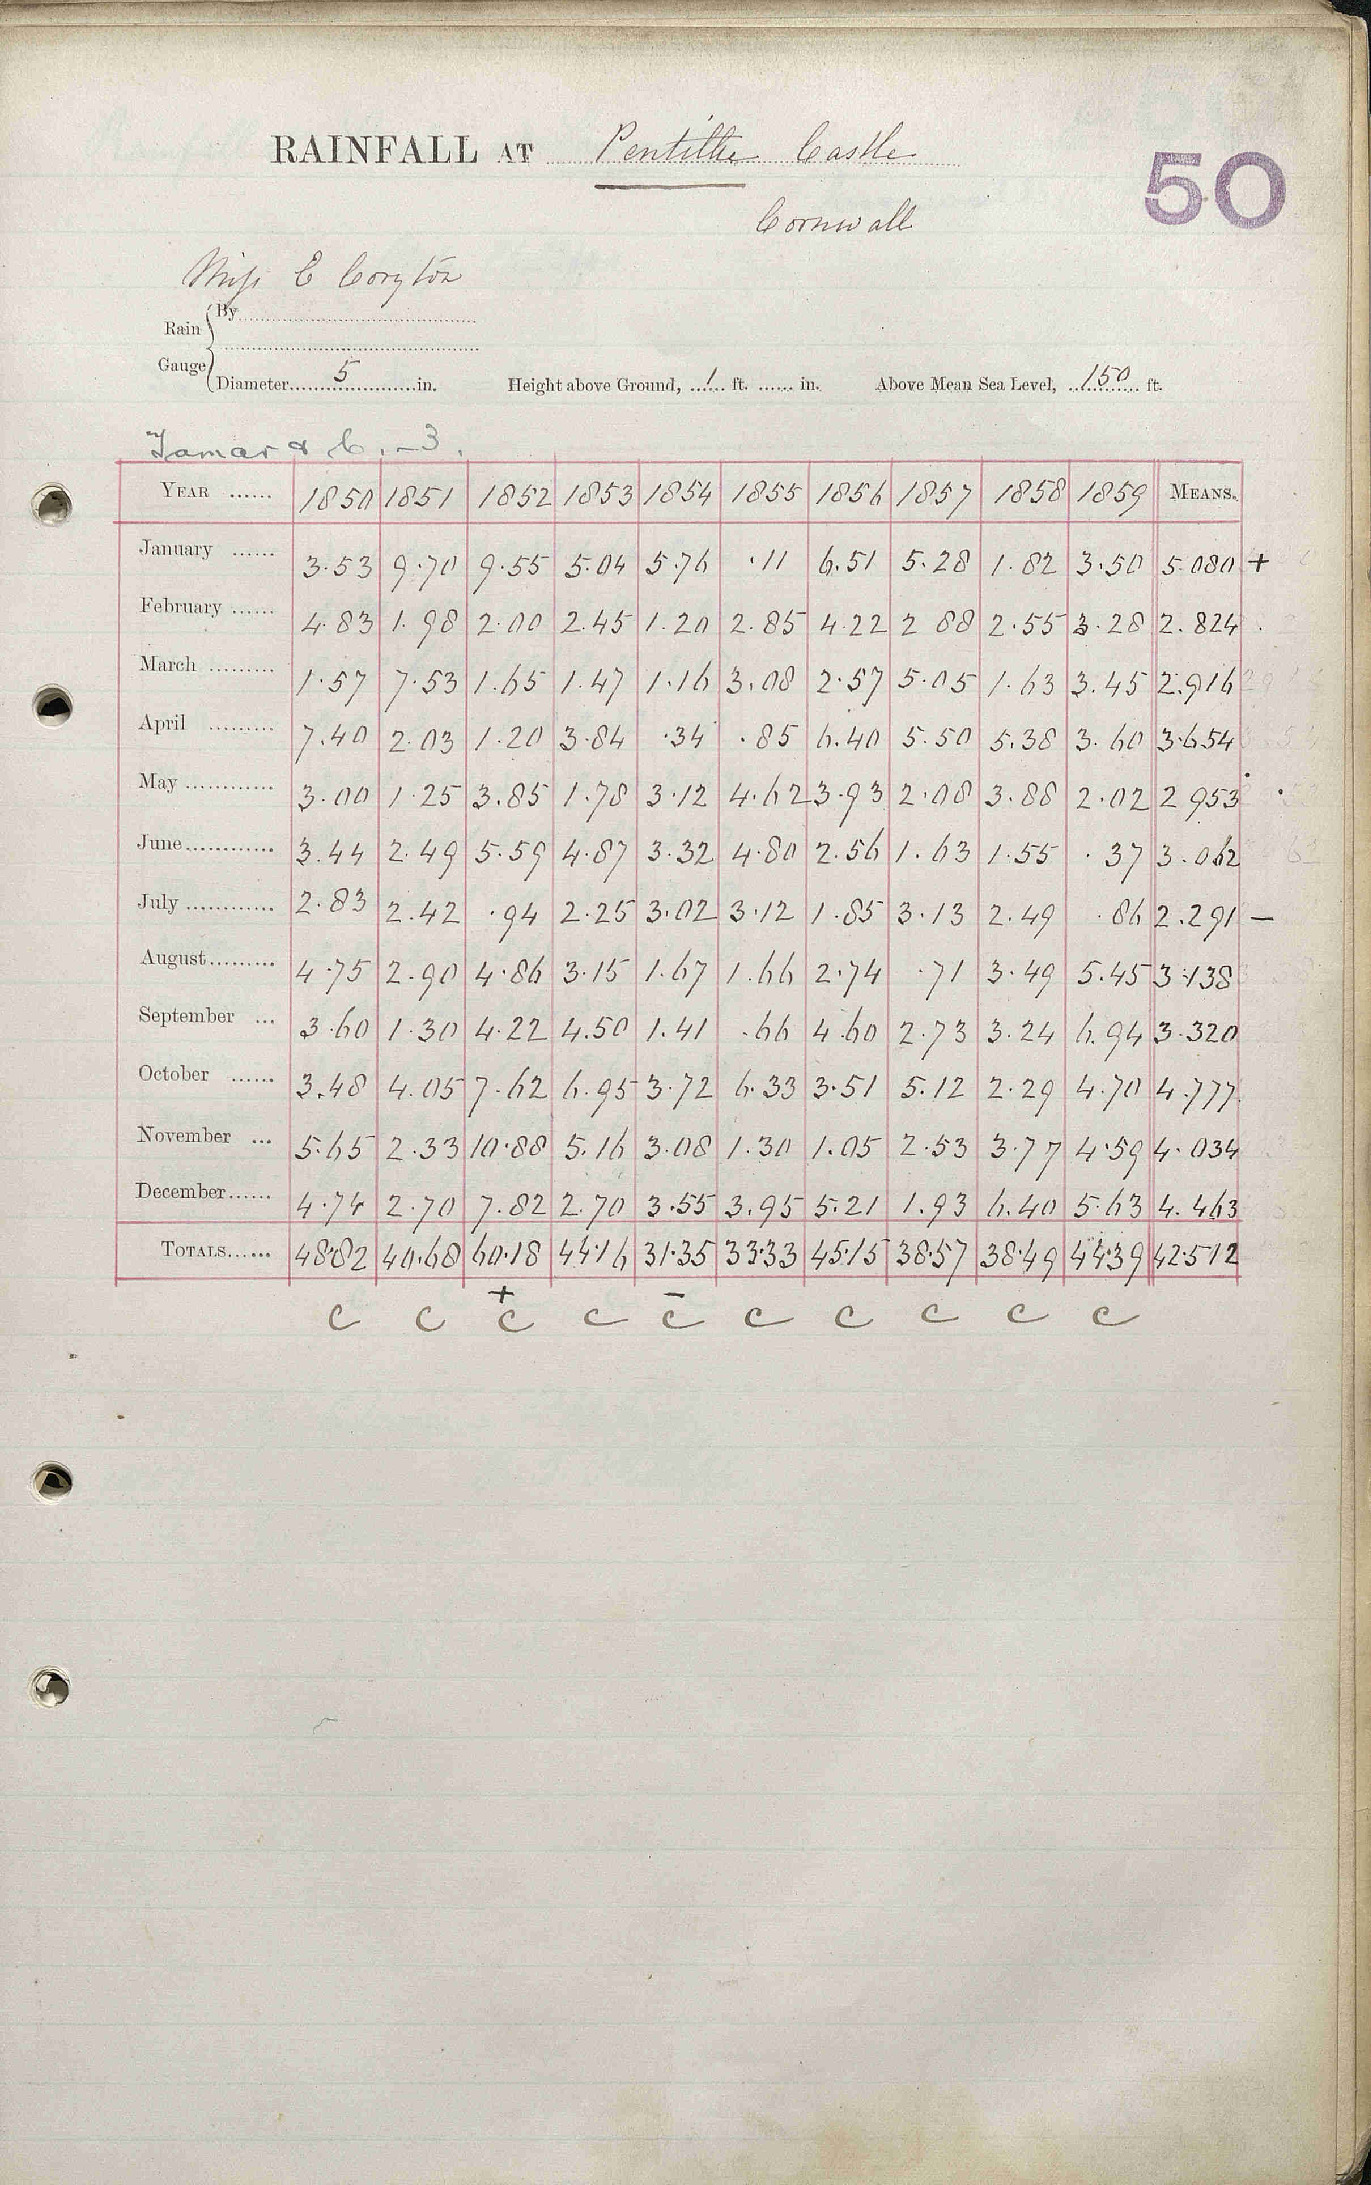 RAINFALL AT Pentillie Castle
50
Cornwall
Miss E Coryton
Rain Gauge
By
Diameter 5 in. Height above Ground, 1 ft. in. Above Mean Sea Level, 150 ft.
Tamar & C. - 3.
YEAR 1850 1851 1852 1853 1854 1855 1856 1857 1858 1859 MEANS.
January 3.53 9.70 9.55 5.04 5.76 .11 6.51 5.28 1.82 3.50 5.080 +
February 4.83 1.98 2.00 2.45 1.20 2.85 4.22 2 88 2.55 3.28 2.824
March 1.57 7.53 1.65 1.47 1.16 3.08 2.57 5.05 1.63 3.45 2.916
April 7.40 2.03 1.20 3.84 .34 .85 6.40 5.50 5.38 3.60 3.654
May 3.00 1.25 3.85 1.78 3.12 4.62 3.93 2.08 3.88 2.02 2 953
June 3.44 2.49 5.59 4.87 3.32 4.80 2.56 1.63 1.55 .37 3.062
July 2.83 2.42 .94 2.25 3.02 3.12 1.85 3.13 2.49 .86 2.291 —
August 4.75 2.90 4.86 3.15 1.67 1.66 2.74 .71 3.49 5.45 3.138
September 3.60 1.30 4.22 4.50 1.41 .66 4.60 2.73 3.24 6.94 3.320
October 3.48 4.05 7.62 6.95 3.72 6.33 3.51 5.12 2.29 4.70 4.777
November 5.65 2.33 10.88 5.16 3.08 1.30 1.05 2.53 3.77 4.59 4.034
December 4.74 2.70 7.82 2.70 3.55 3.95 5.21 1.93 6.40 5.63 4.463
TOTALS 48.82 40.68 60.18 44.16 31.35 33.33 45.15 38.57 38.49 44.39 42.512
+ -
C C C C C C C C C C